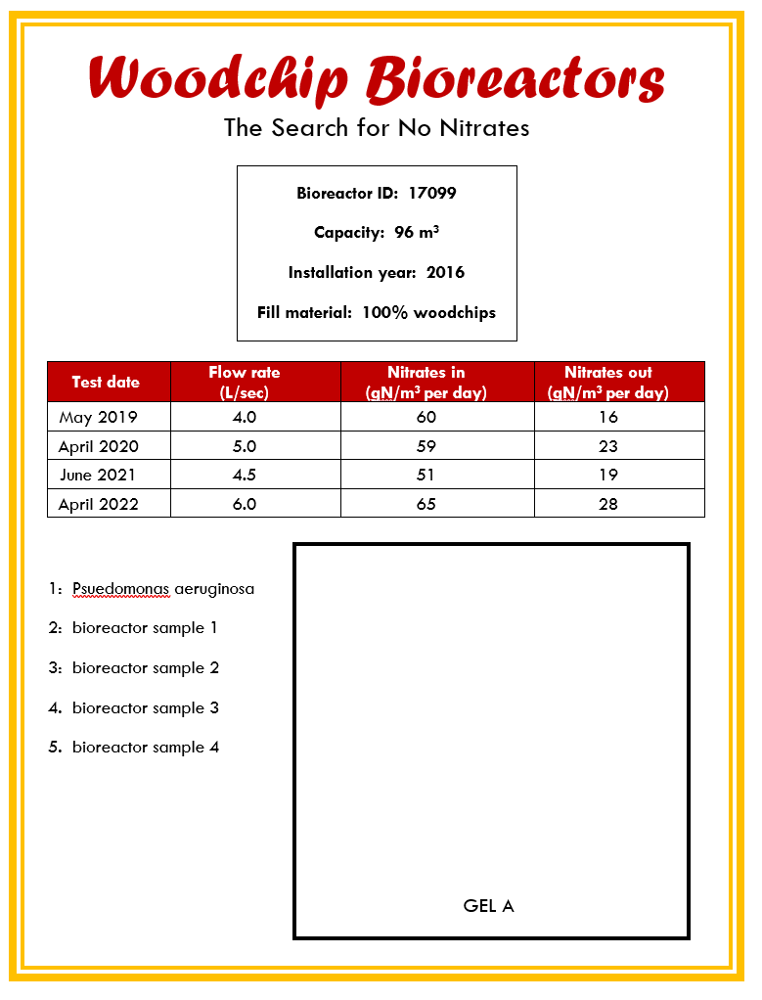 Woodchip Bioreactors
The Search for No Nitrates
Bioreactor ID: 17099
Capacity: 96 m³
Installation year: 2016
Fill material: 100% woodchips
Test date Flow rate (L/sec) Nitrates in (gN/m³ per day) Nitrates out (gN/m³ per day)
May 2019 4.0 60 16
April 2020 5.0 59 23
June 2021 4.5 51 19
April 2022 6.0 65 28
1: Psuedomonas aeruginosa
2: bioreactor sample 1
3: bioreactor sample 2
4. bioreactor sample 3
5. bioreactor sample 4
GEL A